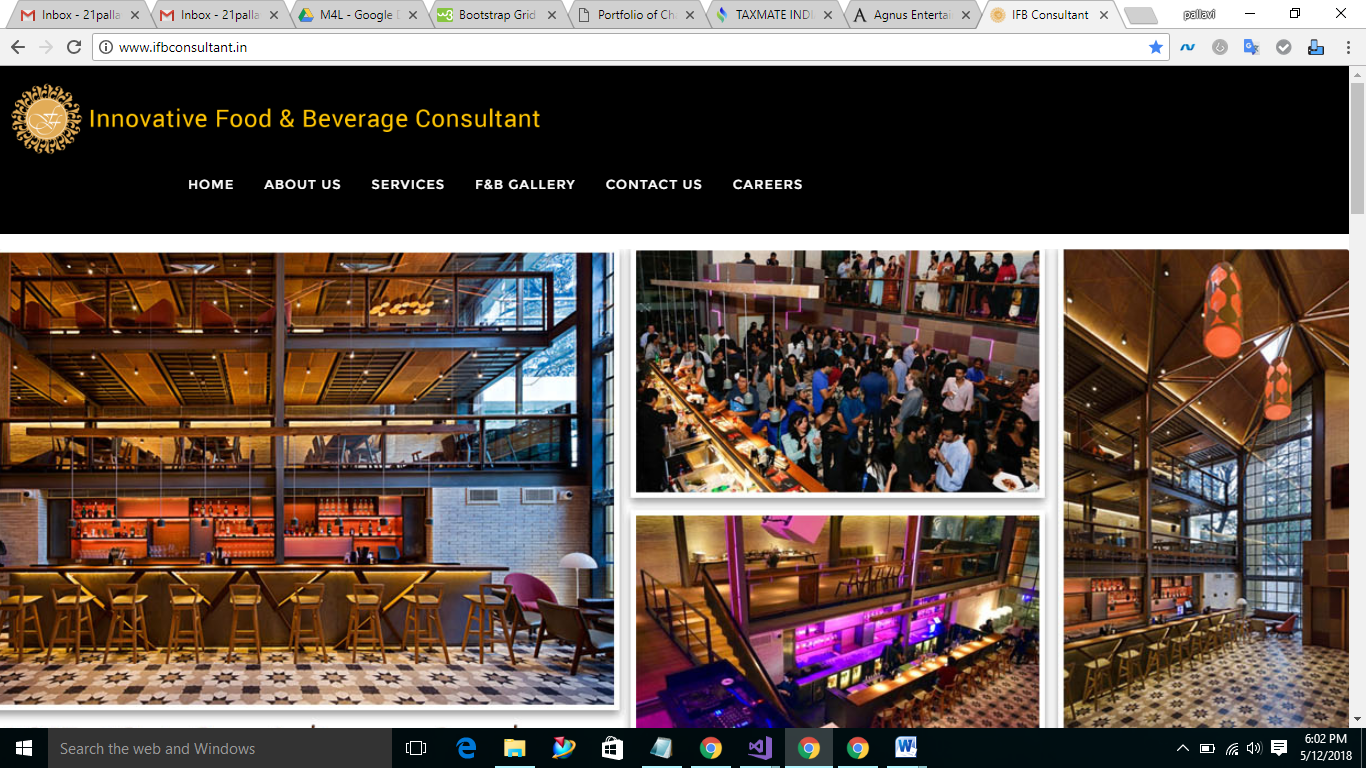 Inbox - 21palla
Inbox - 21palla
M4L - Google D
Bootstrap Grid
Portfolio of Ch
TAXMATE INDI
Agnus Entertai
IFB Consultant
pallavi
www.ifbconsultant.in
Innovative Food & Beverage Consultant
HOME ABOUT US SERVICES F&B GALLERY CONTACT US CAREERS
Search the web and Windows
6:02 PM
5/12/2018